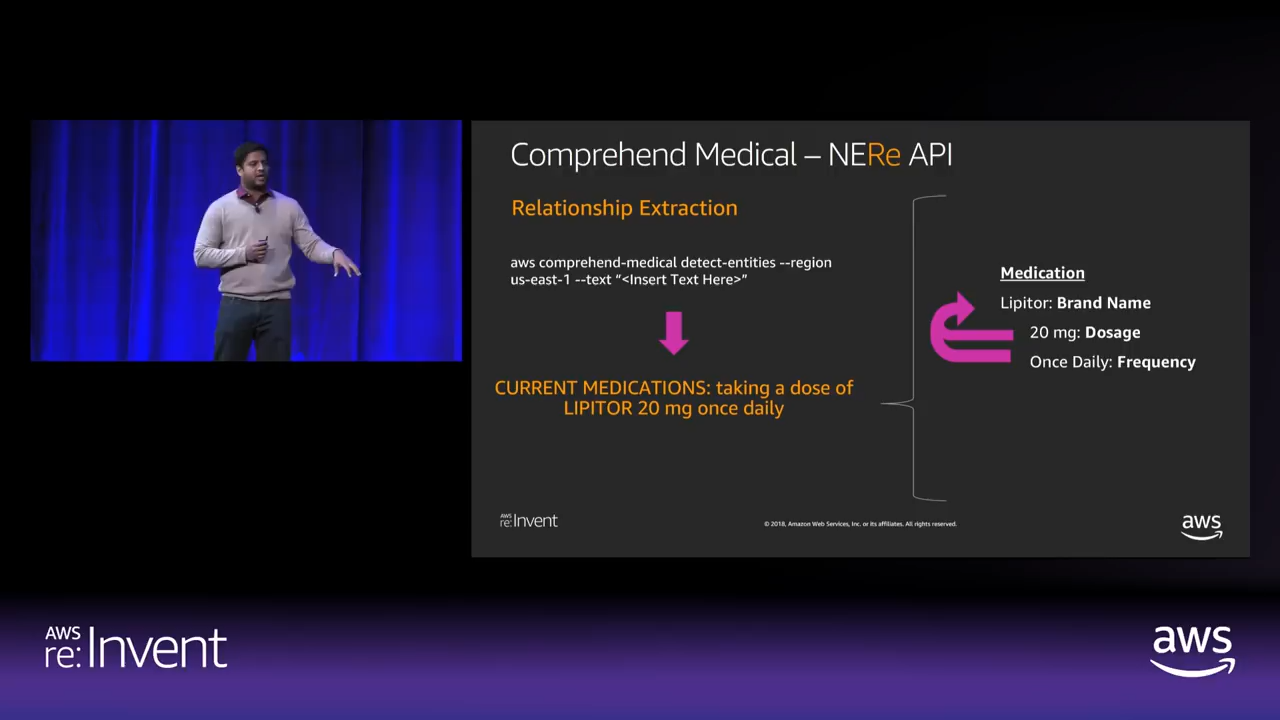 Comprehend Medical – NERe API
Relationship Extraction
aws comprehend-medical detect-entities --region
us-east-1 --text “<Insert Text Here>”
CURRENT MEDICATIONS: taking a dose of
LIPITOR 20 mg once daily
Medication
Lipitor: Brand Name
20 mg: Dosage
Once Daily: Frequency
AWS
re:Invent
© 2018, Amazon Web Services, Inc. or its affiliates. All rights reserved.
aws
AWS
re:Invent
aws